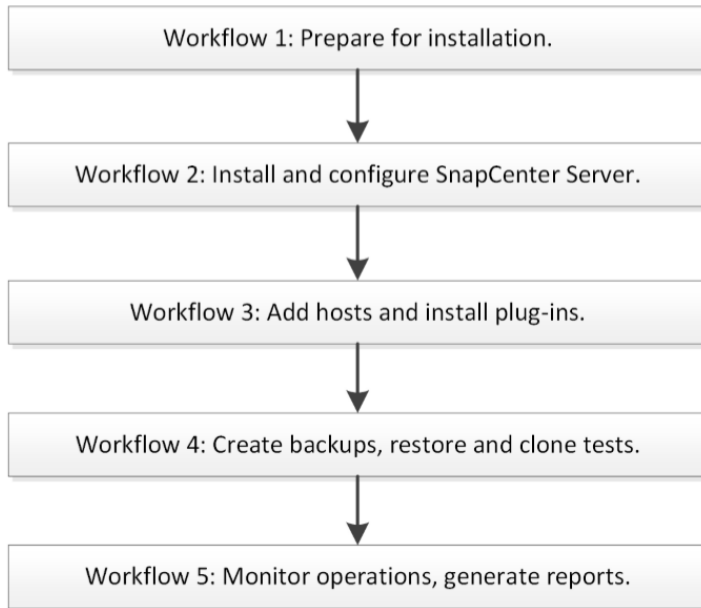 Workflow 1: Prepare for installation.
Workflow 2: Install and configure SnapCenter Server.
Workflow 3: Add hosts and install plug-ins.
Workflow 4: Create backups, restore and clone tests.
Workflow 5: Monitor operations, generate reports.